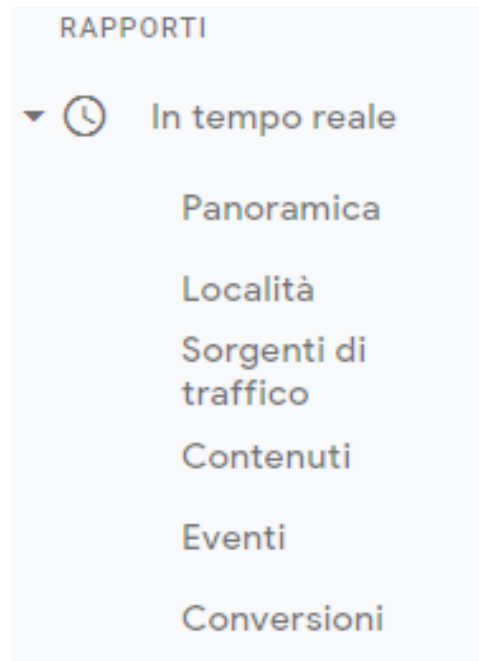 RAPPORTI
In tempo reale
Panoramica
Località
Sorgenti di
traffico
Contenuti
Eventi
Conversioni